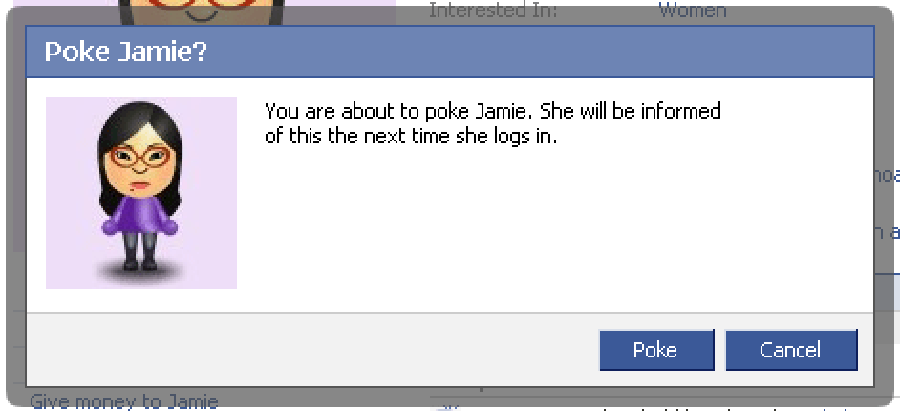 Interested In: Women
Poke Jamie?
You are about to poke Jamie. She will be informed
of this the next time she logs in.
Poke Cancel
Give money to Jamie